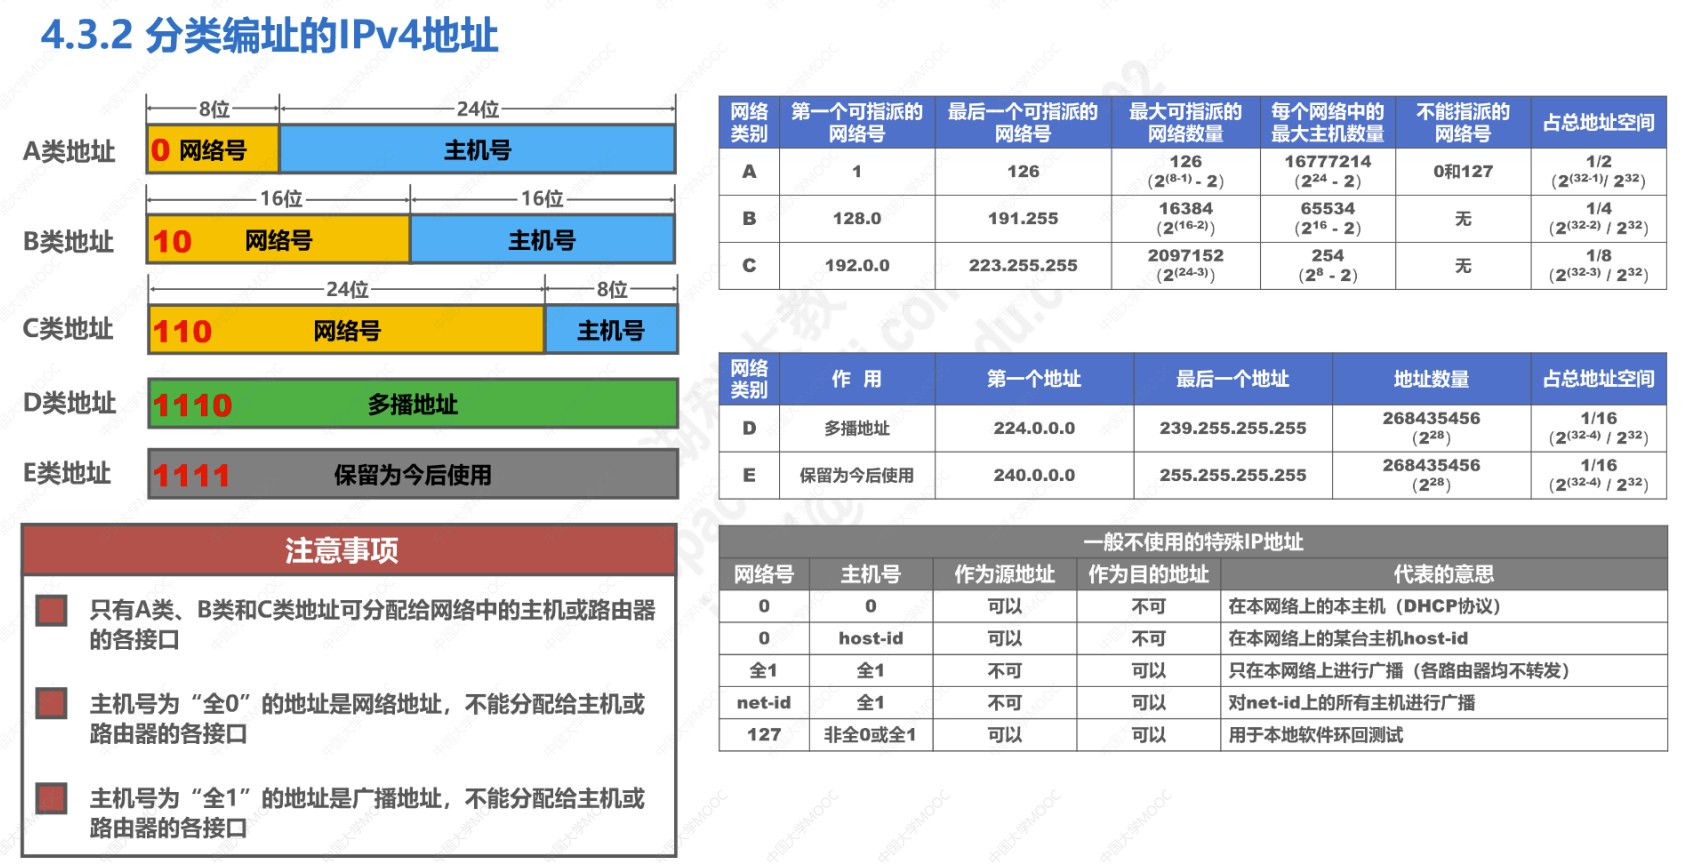 4.3.2 分类编址的IPv4地址
8位 24位
A类地址 0 网络号 主机号
16位 16位
B类地址 10 网络号 主机号
24位 8位
C类地址 110 网络号 主机号
D类地址 1110 多播地址
E类地址 1111 保留为今后使用
注意事项
只有A类、B类和C类地址可分配给网络中的主机或路由器
的各接口
主机号为“全0”的地址是网络地址，不能分配给主机或
路由器的各接口
主机号为“全1”的地址是广播地址，不能分配给主机或
路由器的各接口
网络类别 第一个可指派的网络号 最后一个可指派的网络号 最大可指派的网络数量 每个网络中的最大主机数量 不能指派的网络号 占总地址空间
A 1 126 126 (2^(8-1) - 2) 16777214 (2^24 - 2) 0和127 1/2 (2^(32-1)/ 2^32)
B 128.0 191.255 16384 (2^(16-2)) 65534 (2^16 - 2) 无 1/4 (2^(32-2) / 2^32)
C 192.0.0 223.255.255 2097152 (2^(24-3)) 254 (2^8 - 2) 无 1/8 (2^(32-3) / 2^32)
网络类别 作 用 第一个地址 最后一个地址 地址数量 占总地址空间
D 多播地址 224.0.0.0 239.255.255.255 268435456 (2^28) 1/16 (2^(32-4) / 2^32)
E 保留为今后使用 240.0.0.0 255.255.255.255 268435456 (2^28) 1/16 (2^(32-4) / 2^32)
一般不使用的特殊IP地址
网络号 主机号 作为源地址 作为目的地址 代表的意思
0 0 可以 不可 在本网络上的本主机（DHCP协议）
0 host-id 可以 不可 在本网络上的某台主机host-id
全1 全1 不可 可以 只在本网络上进行广播（各路由器均不转发）
net-id 全1 不可 可以 对net-id上的所有主机进行广播
127 非全0或全1 可以 可以 用于本地软件环回测试
中国大学MOOC